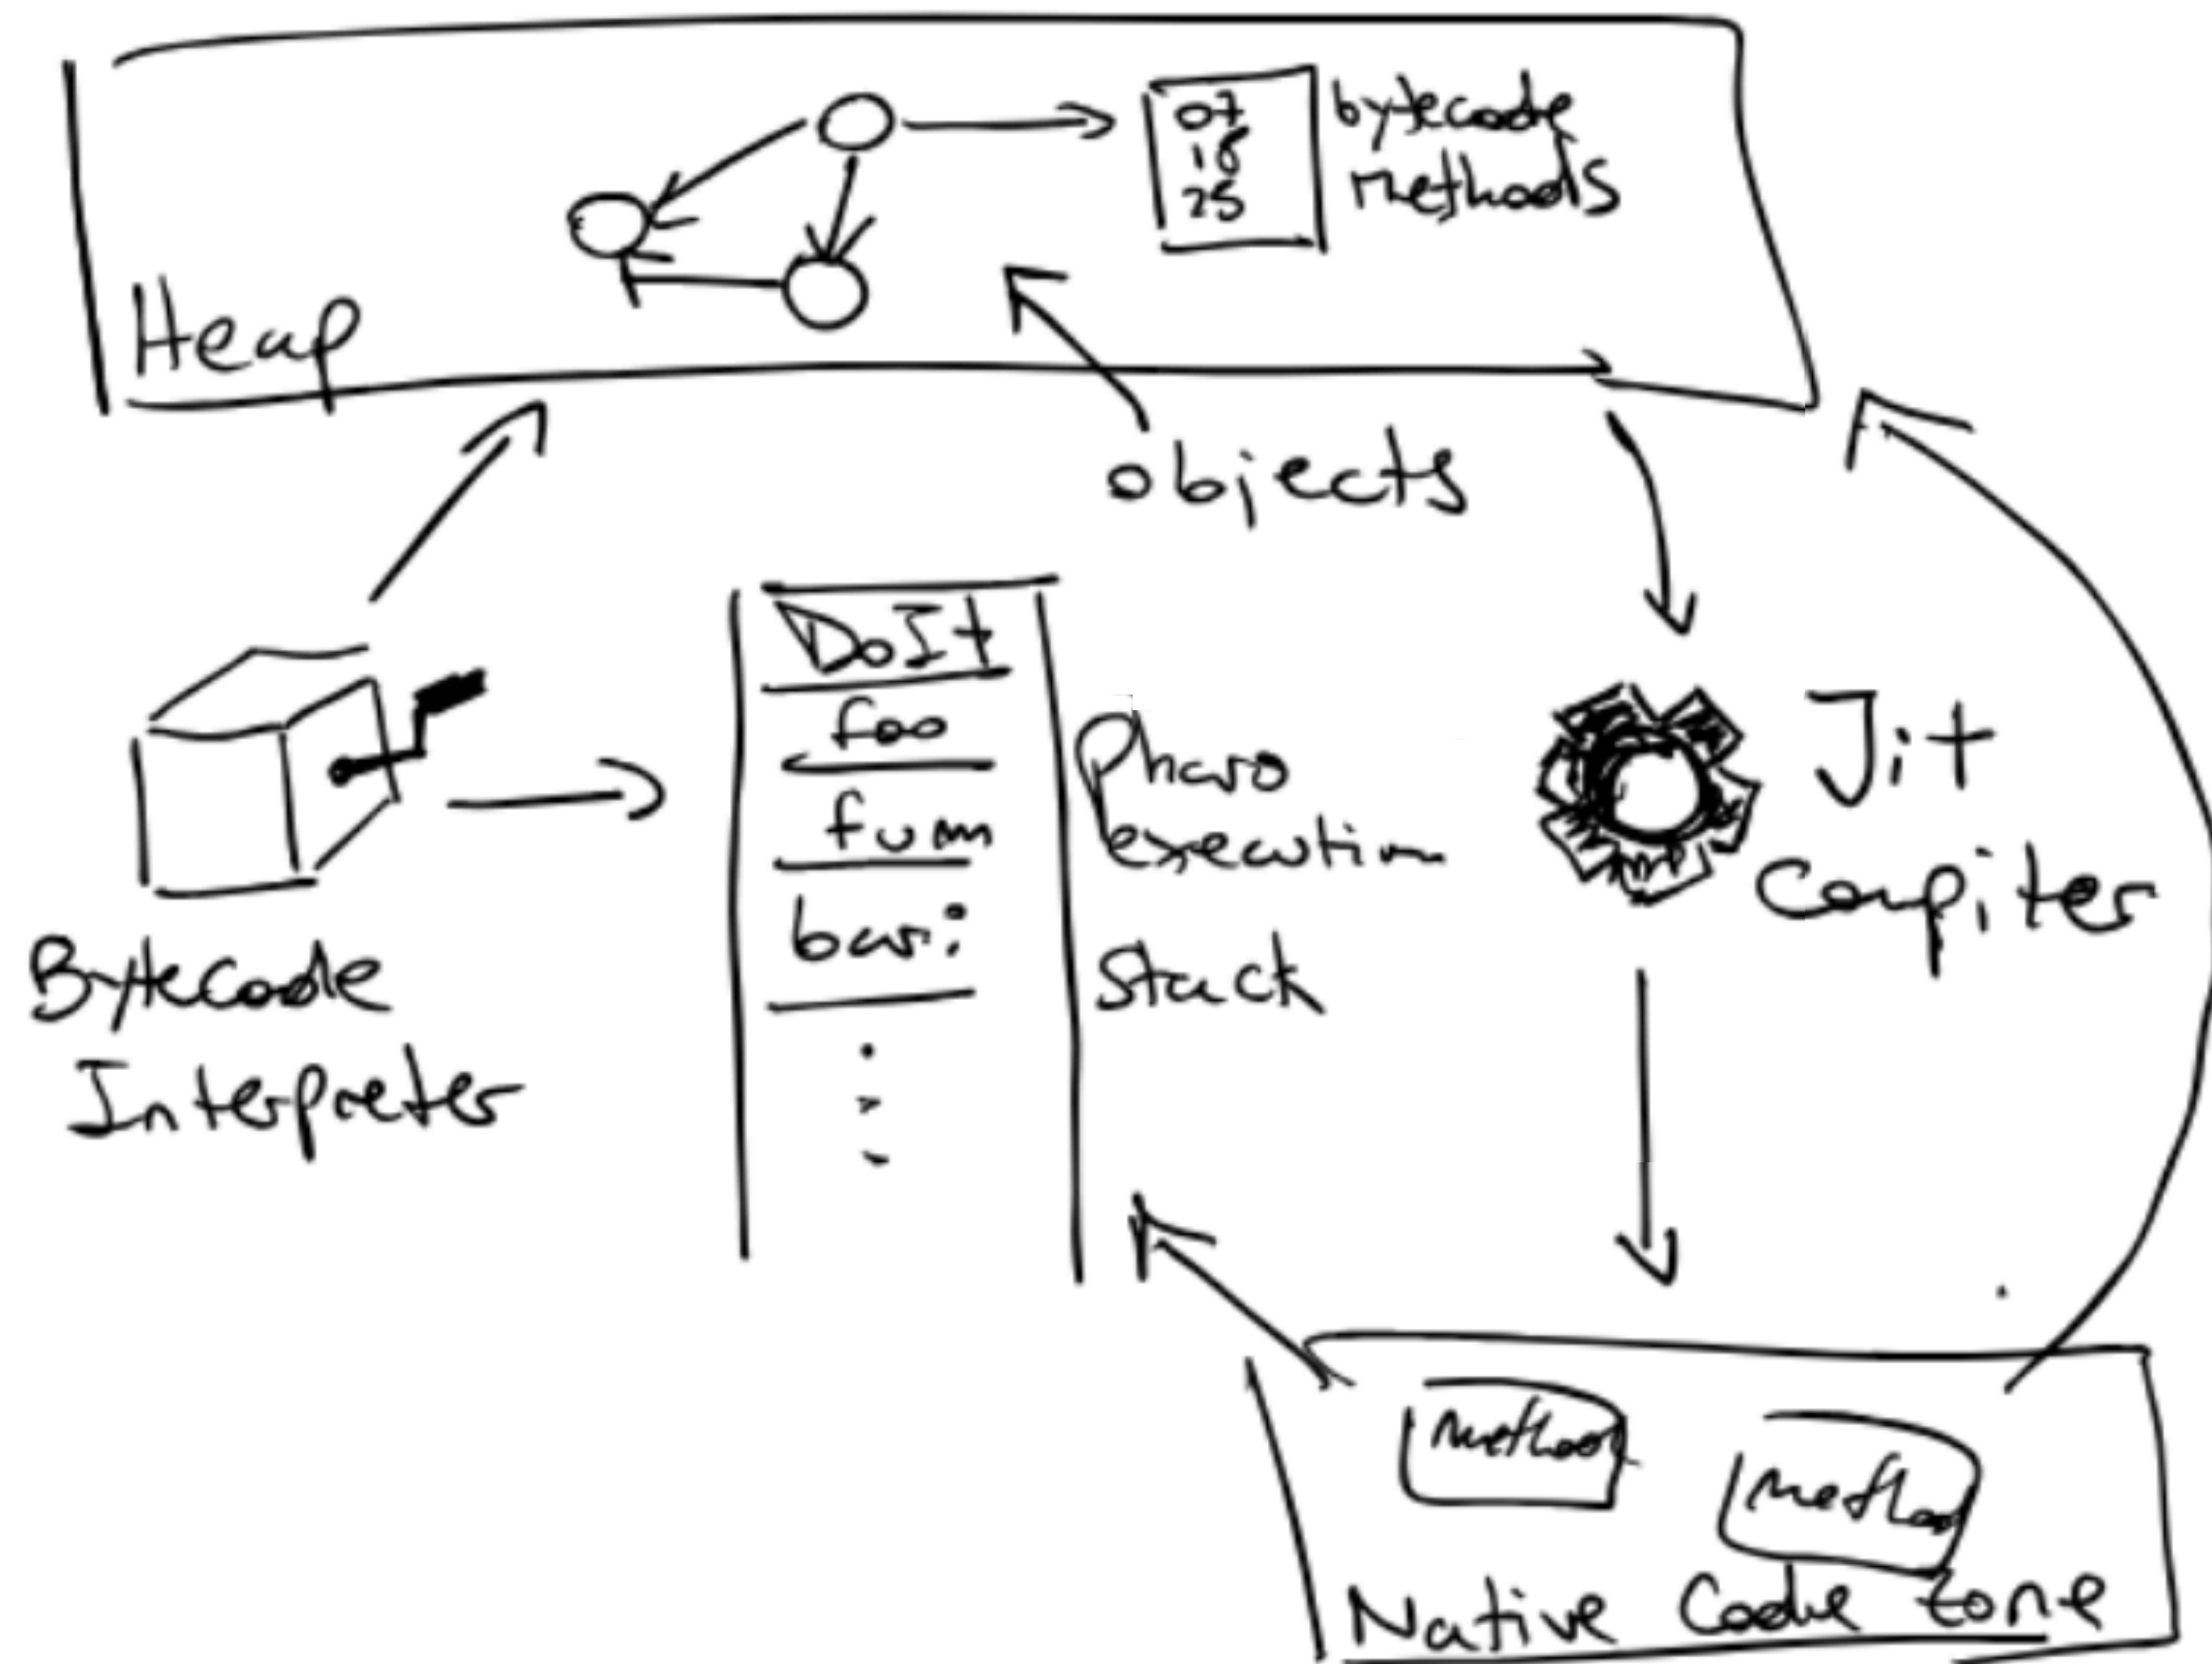 07
18
25
bytecode
methods
Heap
objects
DoIt
foo
fum
bar:
Pharo
execution
stack
Jit
Compiler
Bytecode
Interpreter
method
method
Native Code zone